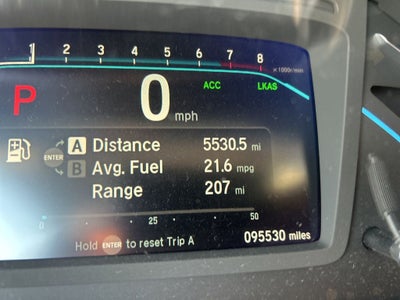 1 2 3 4 5 6 7 8
x 1000r/min
P 0 mph ACC LKAS
A Distance 5530.5 mi
ENTER
B Avg. Fuel 21.6 mpg
Range 207 mi
0 25 50
Hold ENTER to reset Trip A
095530 miles